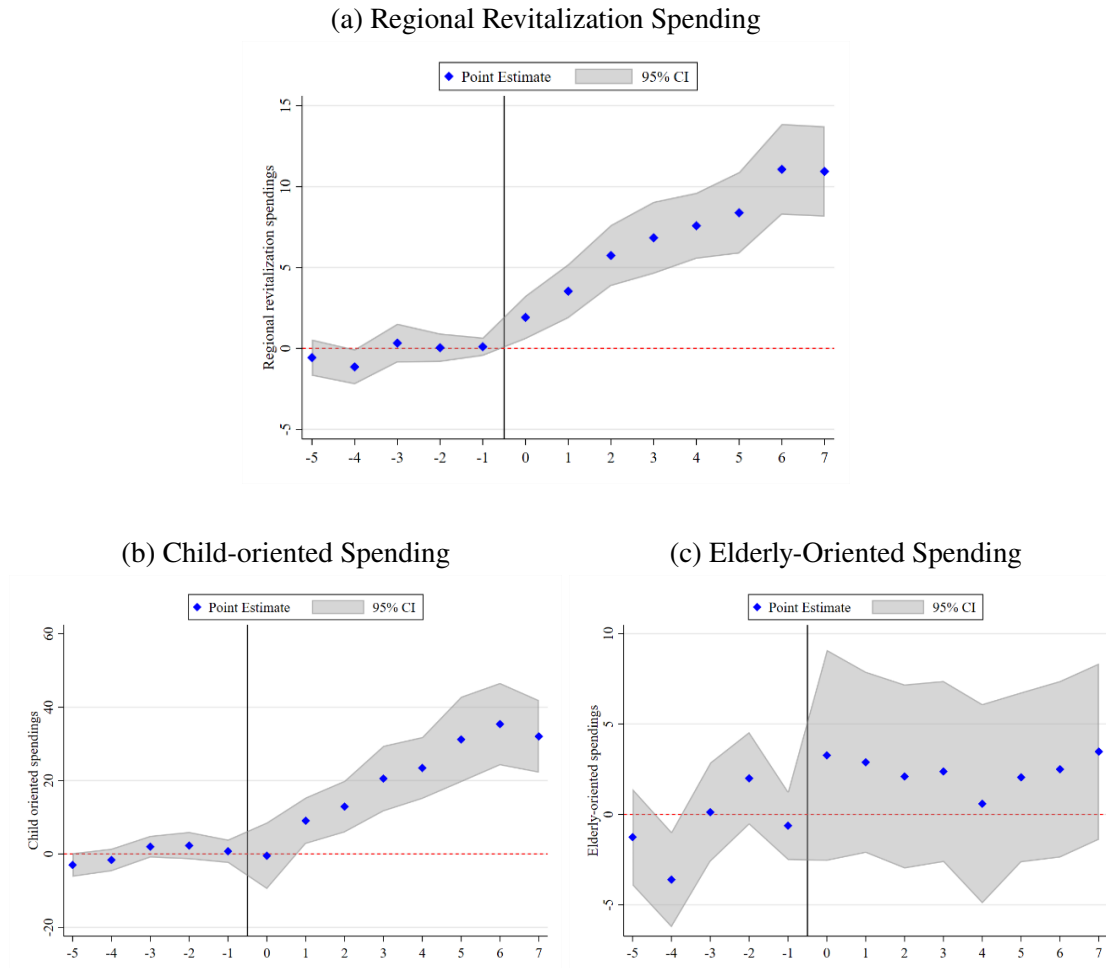 (a) Regional Revitalization Spending
Point Estimate 95% CI
Regional revitalization spendings
15
10
5
0
-5
-5 -4 -3 -2 -1 0 1 2 3 4 5 6 7
(b) Child-oriented Spending
Point Estimate 95% CI
Child oriented spendings
60
40
20
0
-20
-5 -4 -3 -2 -1 0 1 2 3 4 5 6 7
(c) Elderly-Oriented Spending
Point Estimate 95% CI
Elderly-oriented spendings
10
5
0
-5
-5 -4 -3 -2 -1 0 1 2 3 4 5 6 7